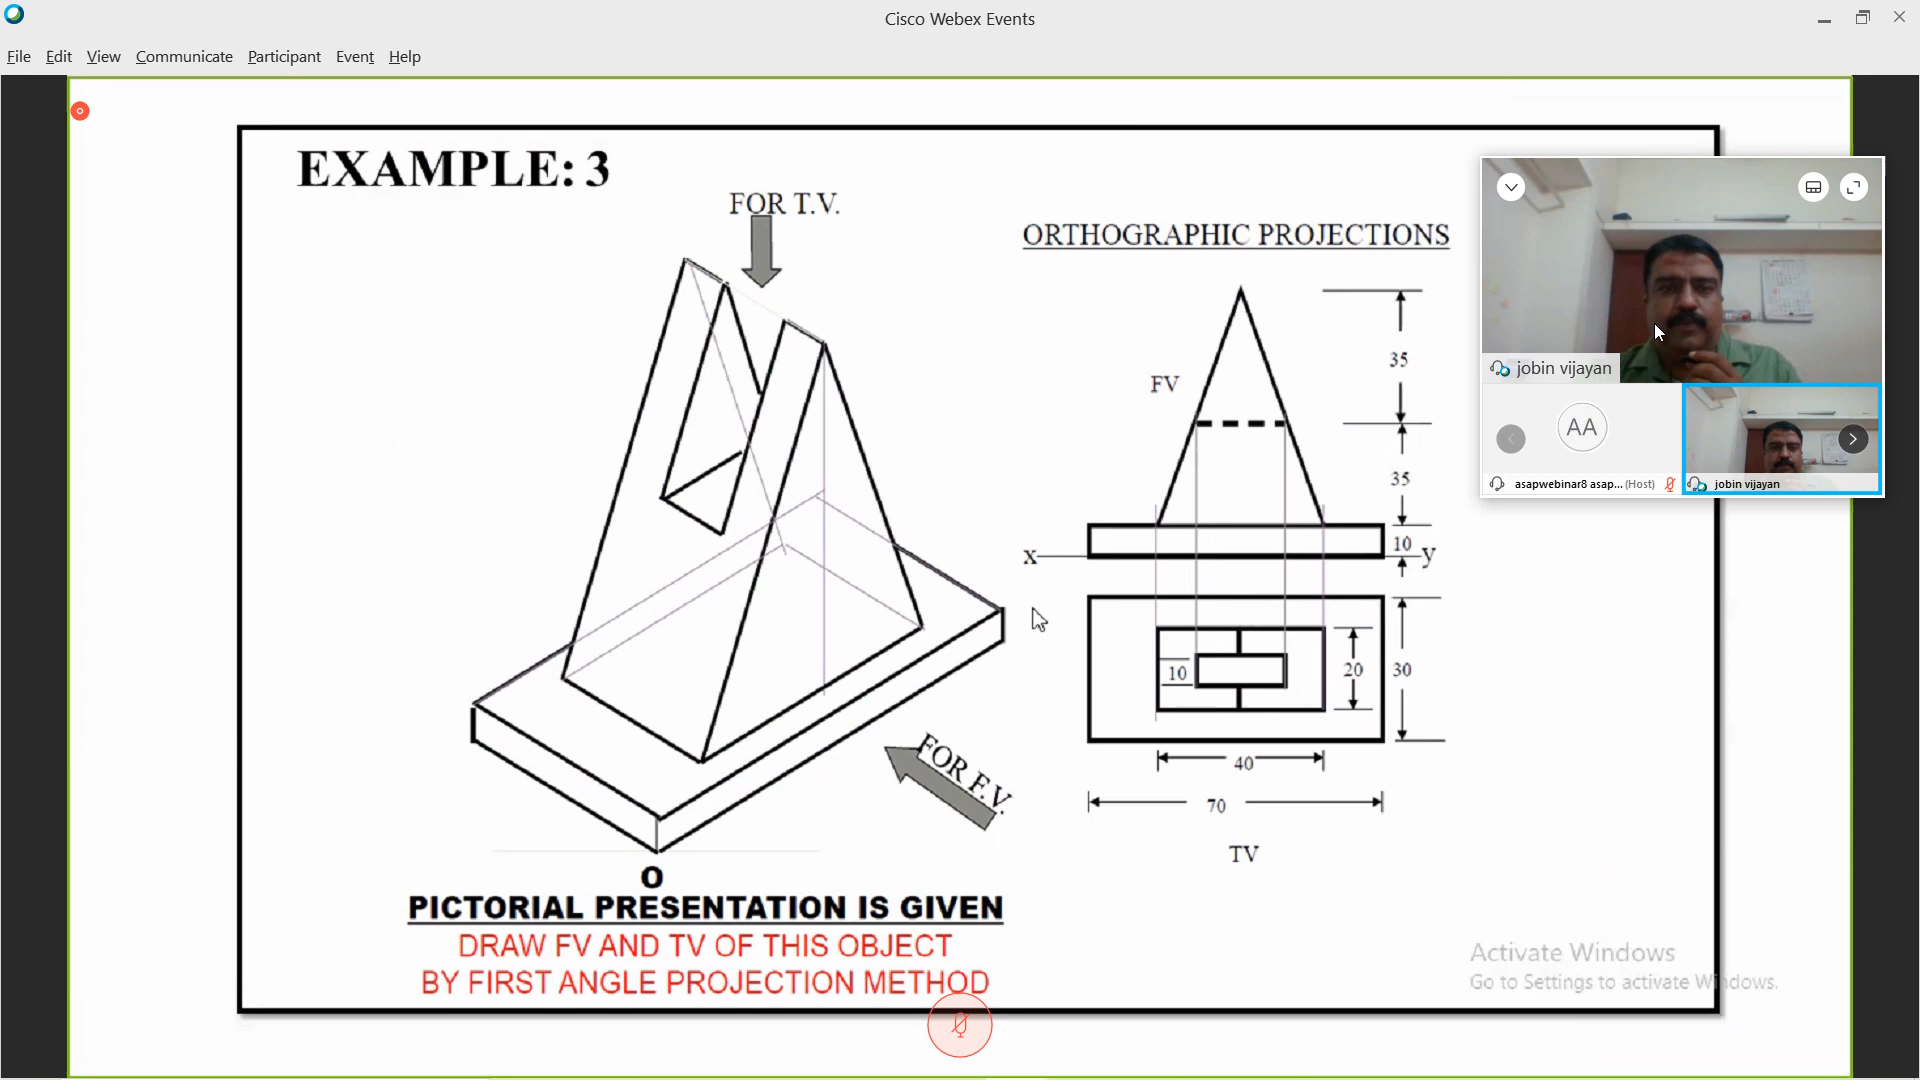 Cisco Webex Events
File Edit View Communicate Participant Event Help
EXAMPLE: 3
FOR T.V.
ORTHOGRAPHIC PROJECTIONS
35
FV
35
10
x
y
10
20
30
40
70
TV
FOR F.V.
O
PICTORIAL PRESENTATION IS GIVEN
DRAW FV AND TV OF THIS OBJECT
BY FIRST ANGLE PROJECTION METHOD
jobin vijayan
AA
asapwebinar8 asap... (Host)
jobin vijayan
Activate Windows
Go to Settings to activate Windows.